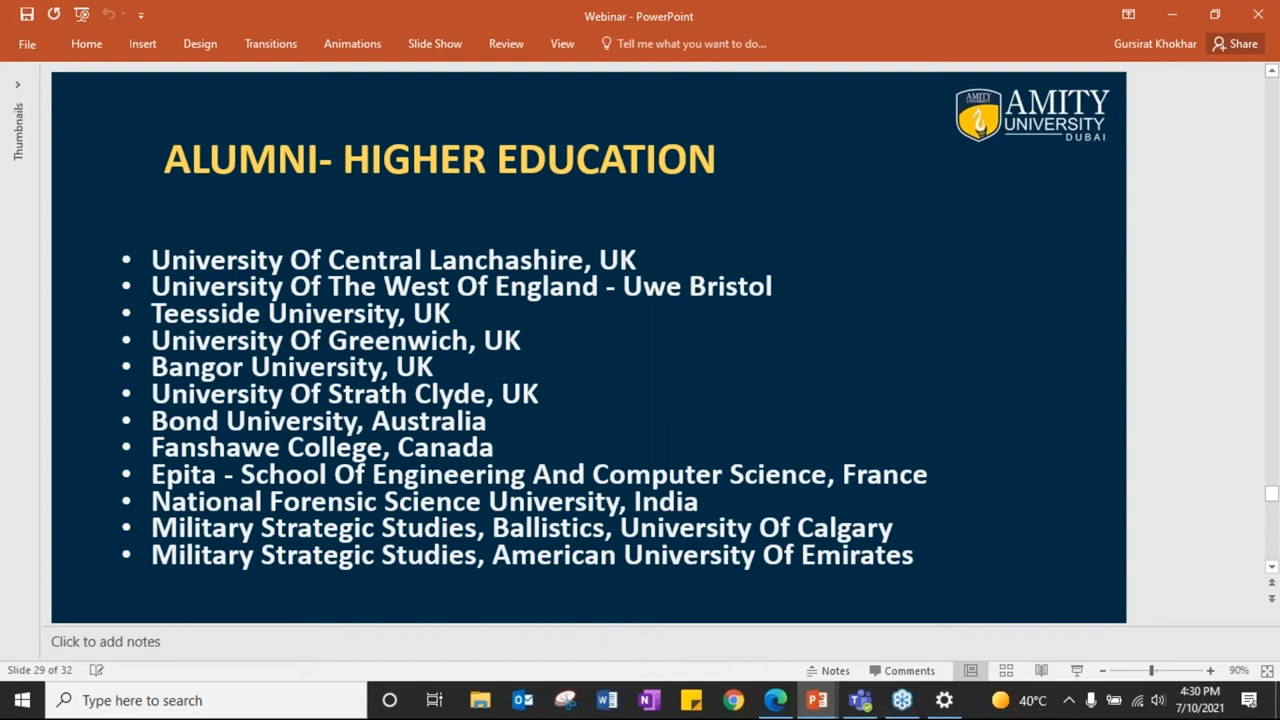 Webinar - PowerPoint
File Home Insert Design Transitions Animations Slide Show Review View Tell me what you want to do... Gursirat Khokhar Share
Thumbnails
AMITY
UNIVERSITY
AMITY
UNIVERSITY
DUBAI
ALUMNI- HIGHER EDUCATION
• University Of Central Lanchashire, UK
• University Of The West Of England - Uwe Bristol
• Teesside University, UK
• University Of Greenwich, UK
• Bangor University, UK
• University Of Strath Clyde, UK
• Bond University, Australia
• Fanshawe College, Canada
• Epita - School Of Engineering And Computer Science, France
• National Forensic Science University, India
• Military Strategic Studies, Ballistics, University Of Calgary
• Military Strategic Studies, American University Of Emirates
Click to add notes
Slide 29 of 32 Notes Comments 90%
Type here to search 40°C 4:30 PM
7/10/2021